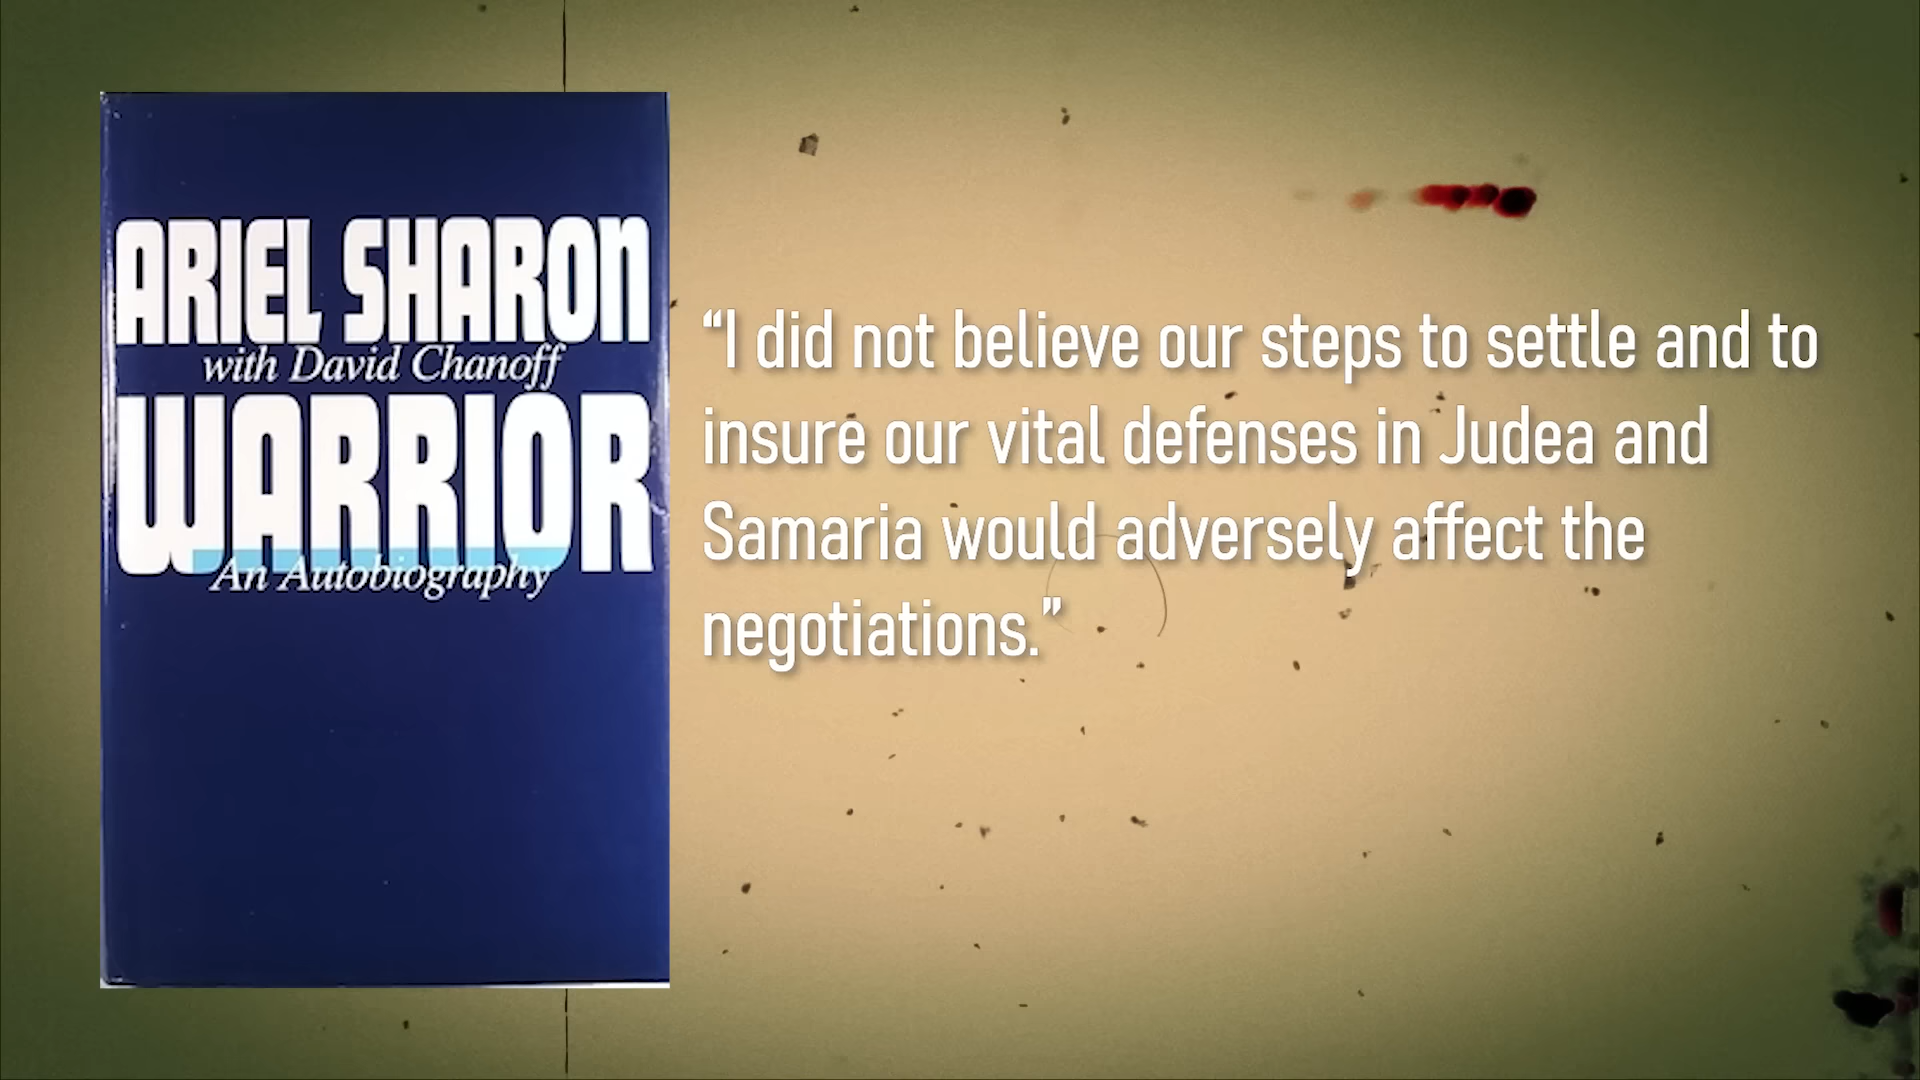 ARIEL SHARON
with David Chanoff
WARRIOR
An Autobiography
“I did not believe our steps to settle and to
insure our vital defenses in Judea and
Samaria would adversely affect the
negotiations.”